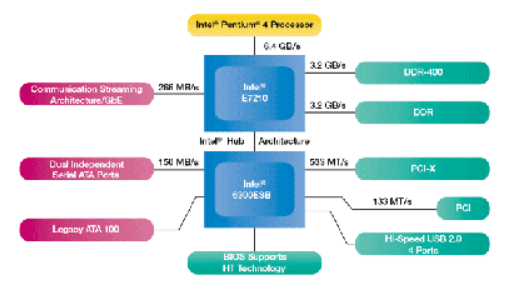 Intel® Pentium® 4 Processor
6.4 GB/s
3.2 GB/s
DDR-400
Communication Streaming
Architecture/GbE
266 MB/s
Intel®
E7210
3.2 GB/s
DDR
Intel® Hub Architecture
Dual Independent
Serial ATA Ports
150 MB/s
533 MT/s
PCI-X
Intel®
6300ESB
133 MT/s
PCI
Legacy ATA 100
Hi-Speed USB 2.0
4 Ports
BIOS Supports
HT Technology